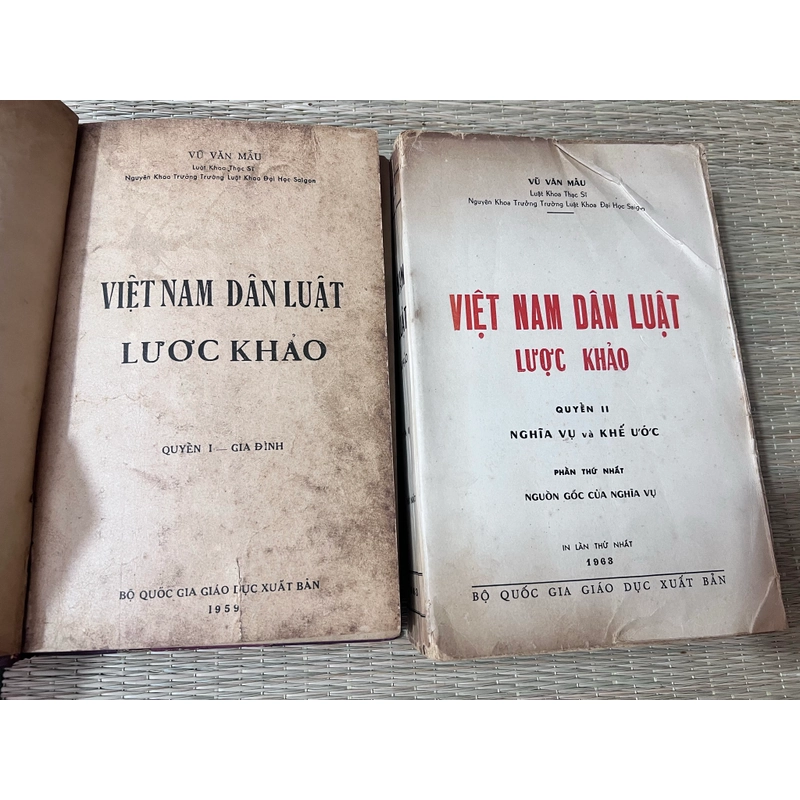 VŨ VĂN MẪU
Luật Khoa Thạc Sĩ
Nguyên Khoa Trưởng Trường Luật Khoa Đại Học Saigon
VIỆT NAM DÂN LUẬT
LƯỢC KHẢO
QUYỂN I — GIA ĐÌNH
BỘ QUỐC GIA GIÁO DỤC XUẤT BẢN
1959
VŨ VĂN MẪU
Luật Khoa Thạc Sĩ
Nguyên Khoa Trưởng Trường Luật Khoa Đại Học Saigon
VIỆT NAM DÂN LUẬT
LƯỢC KHẢO
QUYỂN II
NGHĨA VỤ và KHẾ ƯỚC
PHẦN THỨ NHẤT
NGUỒN GỐC CỦA NGHĨA VỤ
IN LẦN THỨ NHẤT
1963
BỘ QUỐC GIA GIÁO DỤC XUẤT BẢN